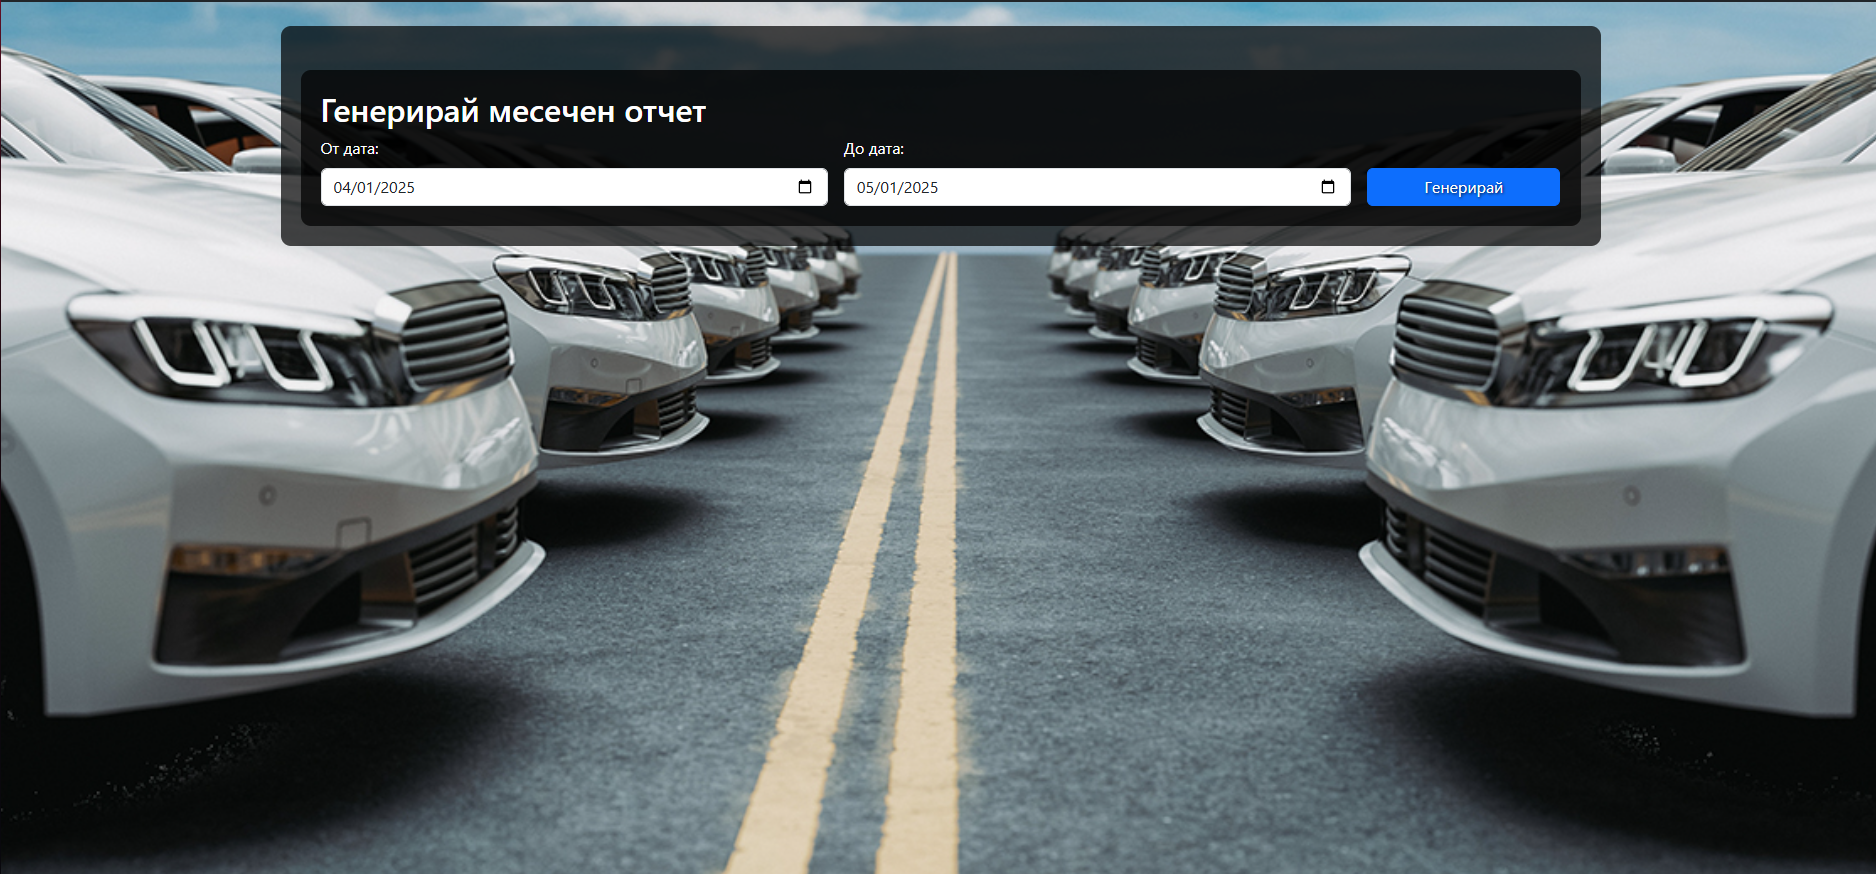 Генерирай месечен отчет
От дата:
До дата:
04/01/2025
05/01/2025
Генерирай